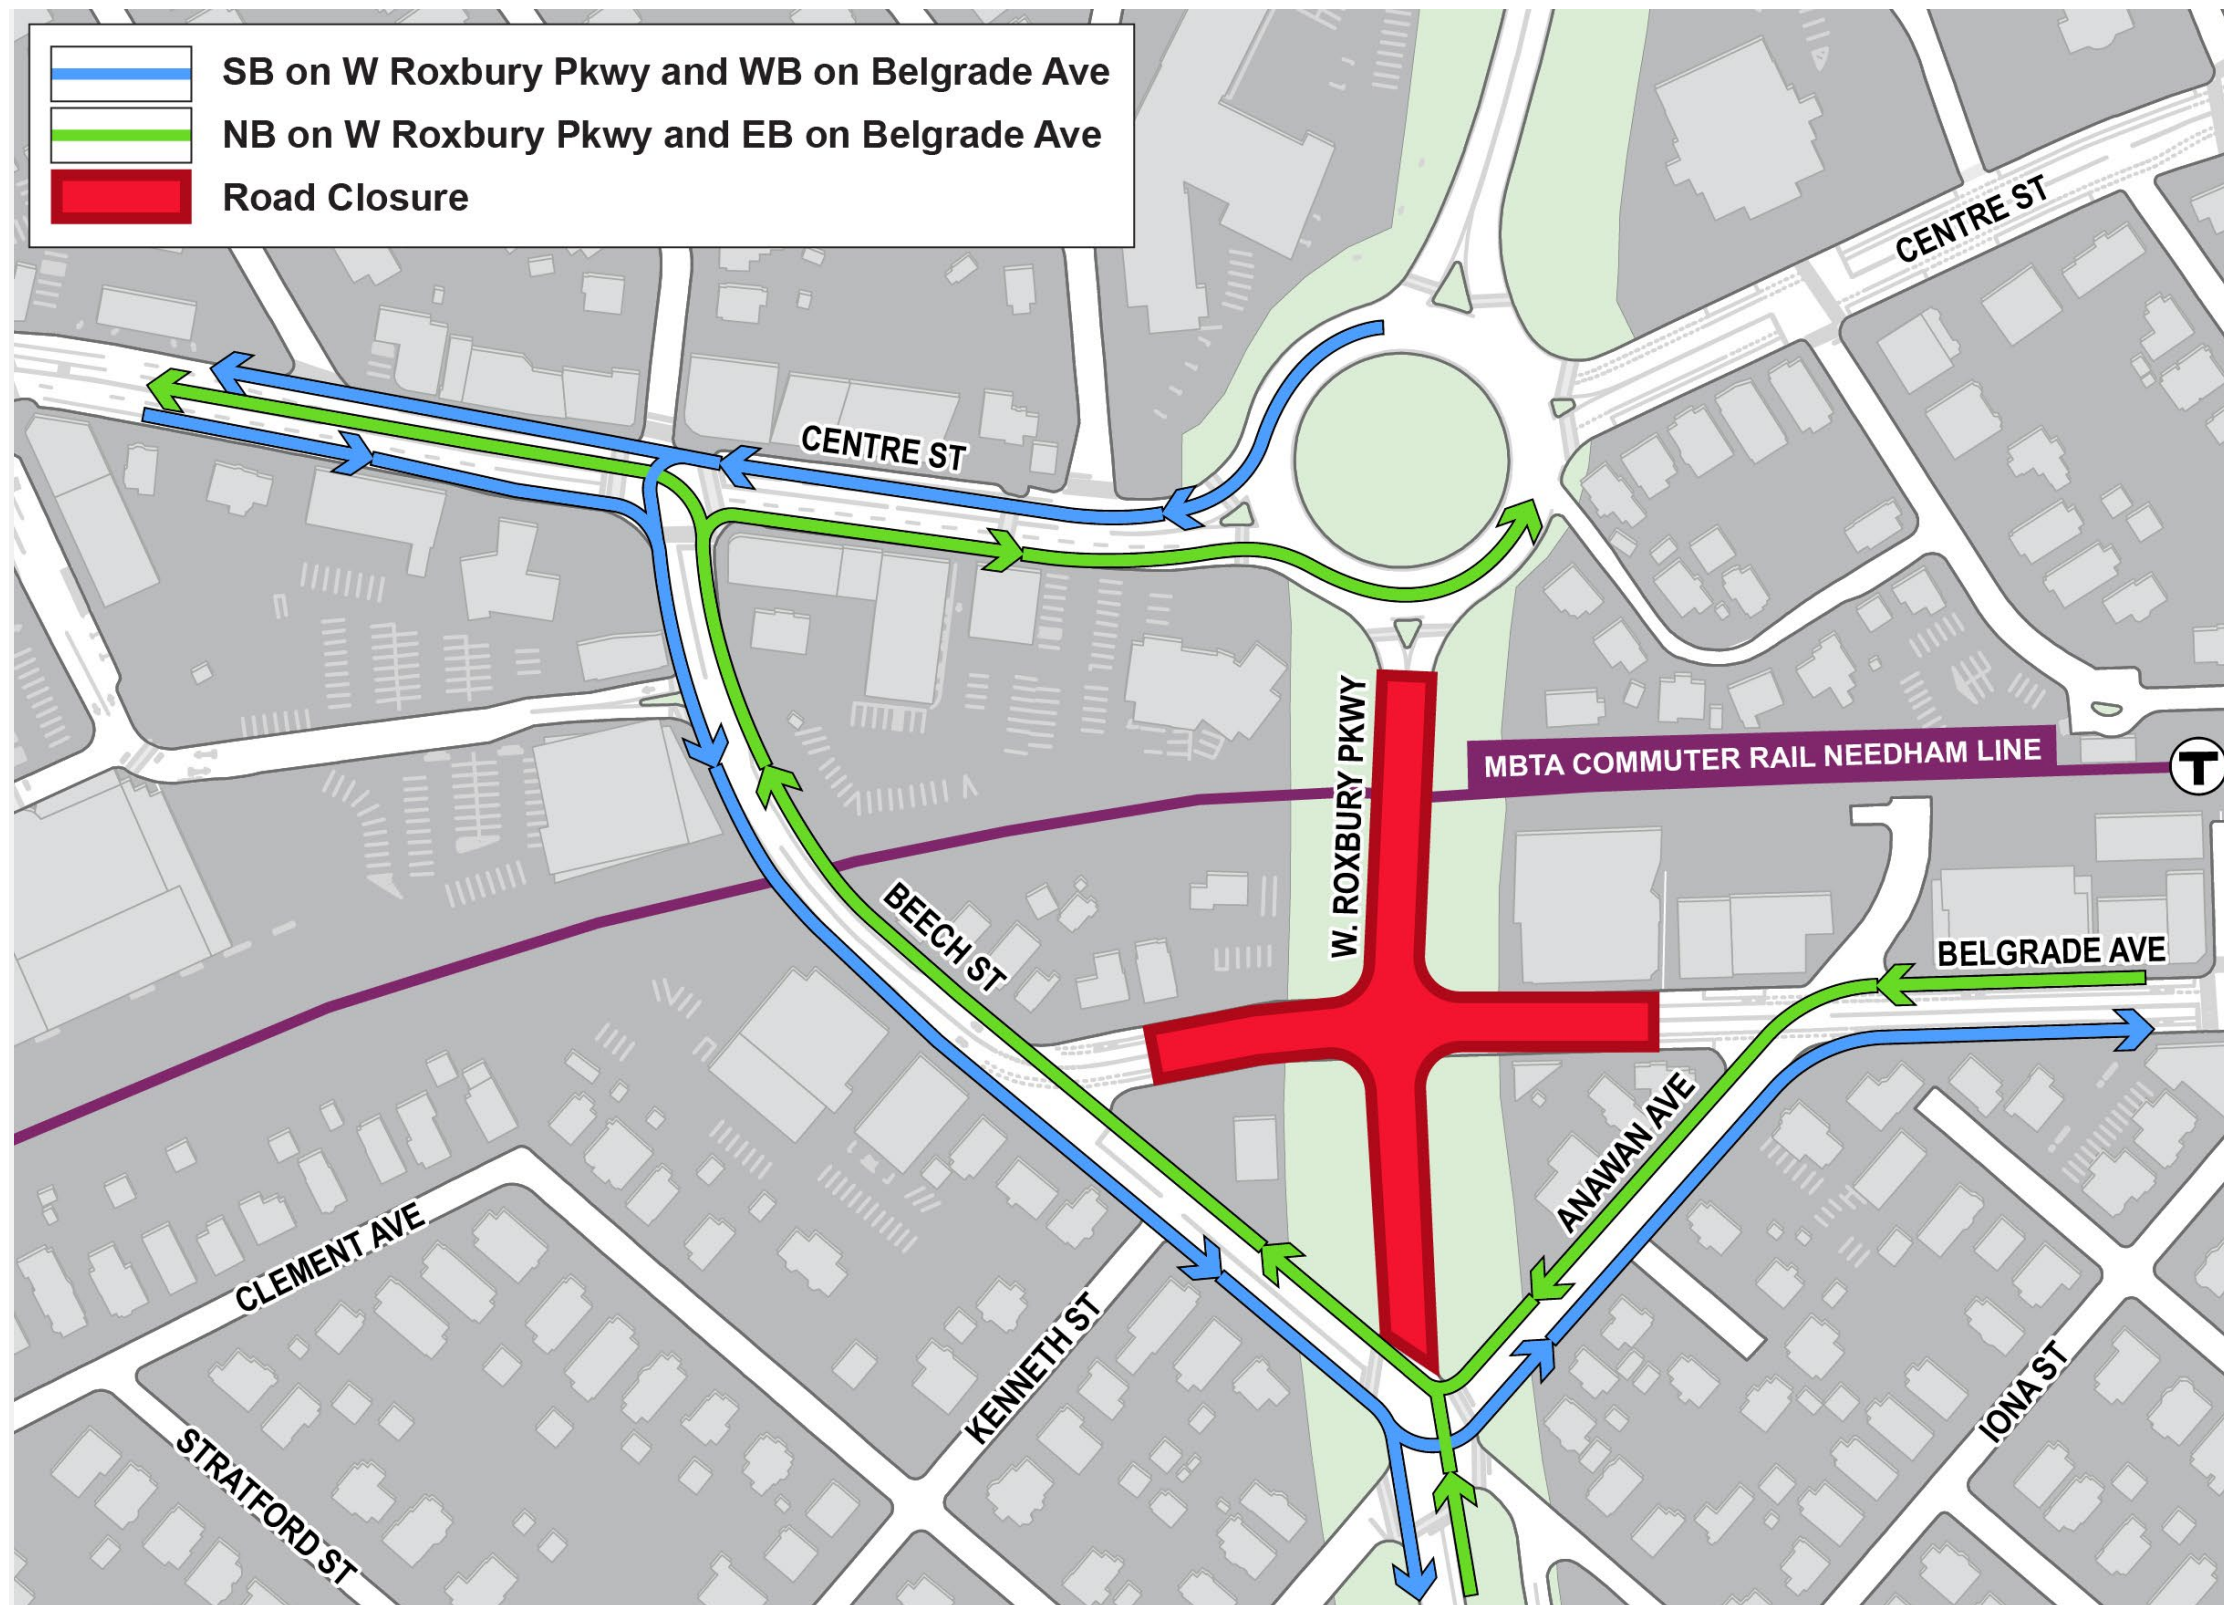 SB on W Roxbury Pkwy and WB on Belgrade Ave
NB on W Roxbury Pkwy and EB on Belgrade Ave
Road Closure
CENTRE ST
CENTRE ST
W. ROXBURY PKWY
MBTA COMMUTER RAIL NEEDHAM LINE
T
BEECH ST
BELGRADE AVE
ANAWAN AVE
CLEMENT AVE
KENNETH ST
IONA ST
STRATFORD ST